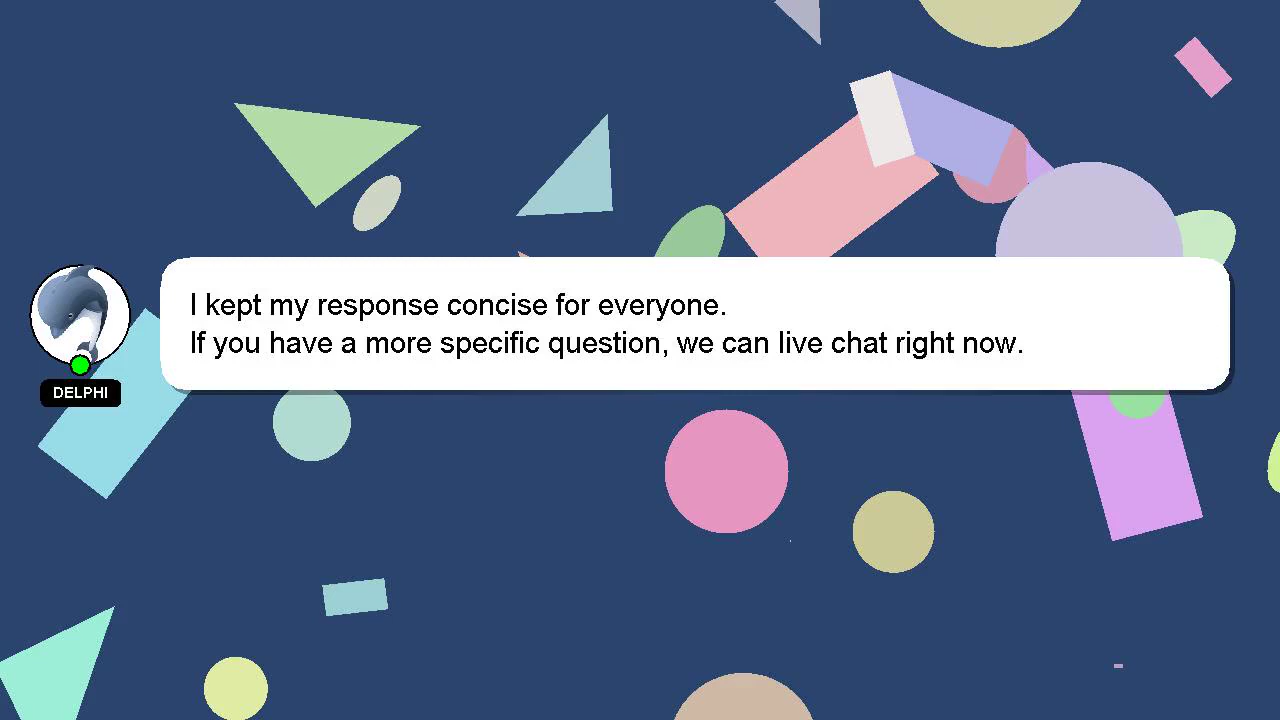 I kept my response concise for everyone.
If you have a more specific question, we can live chat right now.
DELPHI